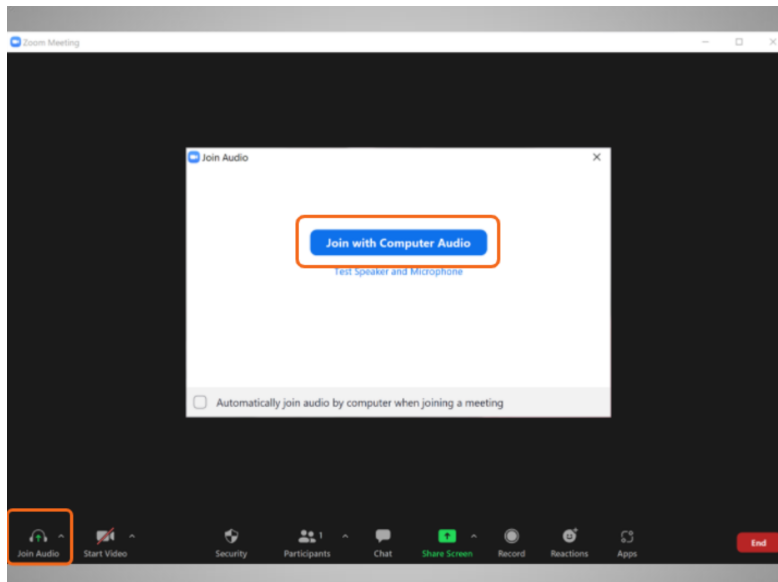 Zoom Meeting
Join Audio
Join with Computer Audio
Test Speaker and Microphone
Automatically join audio by computer when joining a meeting
1
Join Audio Start Video Security Participants Chat Share Screen Record Reactions Apps End